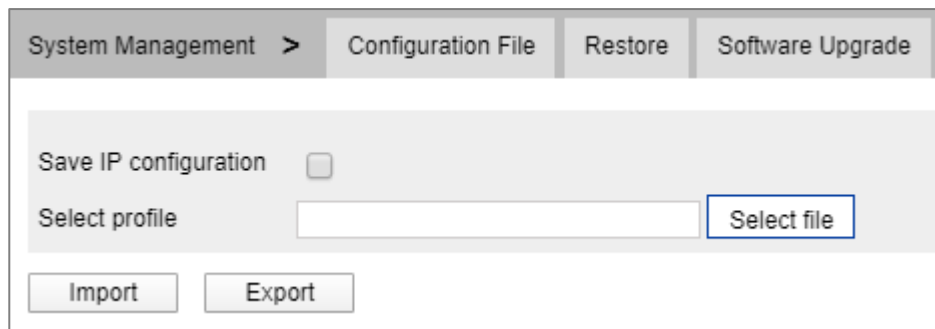 System Management > Configuration File Restore Software Upgrade
Save IP configuration
Select profile Select file
Import Export